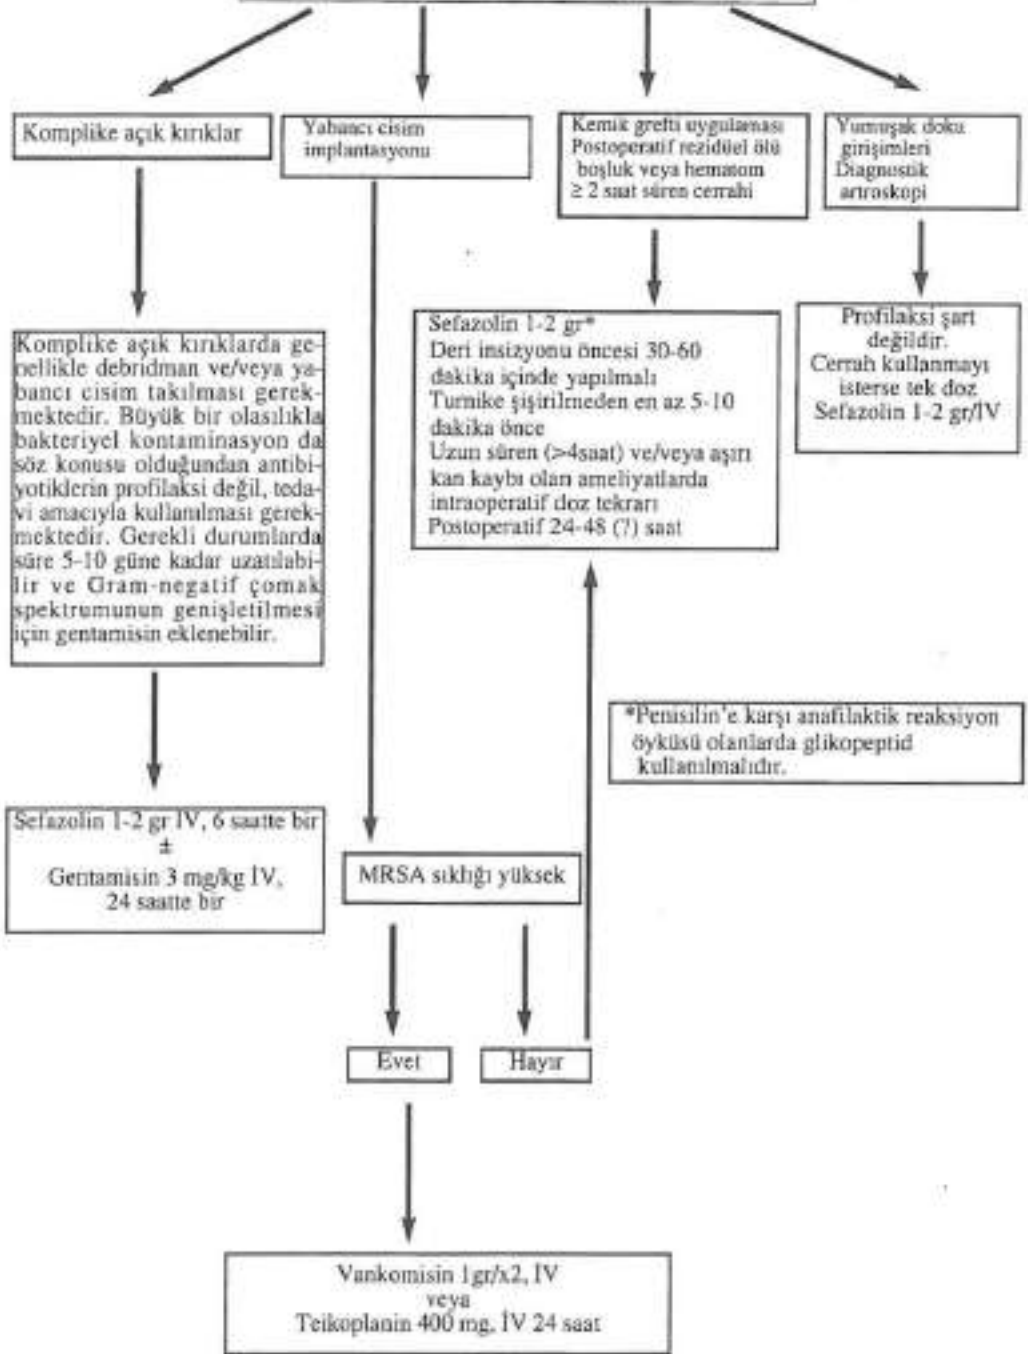 Komplike açık kırıklar
Yabancı cisim
implantasyonu
Kemik grefti uygulaması
Postoperatif rezidüel ölü
boşluk veya hematom
≥ 2 saat süren cerrahi
Yumuşak doku
girişimleri
Diagnostik
artroskopi
Komplike açık kırıklarda ge-
nellikle debridman ve/veya ya-
bancı cisim takılması gerek-
mektedir. Büyük bir olasılıkla
bakteriyel kontaminasyon da
söz konusu olduğundan antibi-
yotiklerin profilaksi değil, teda-
vi amacıyla kullanılması gerek-
mektedir. Gerekli durumlarda
süre 5-10 güne kadar uzatılabi-
lir ve Gram-negatif çomak
spektrumunun genişletilmesi
için gentamisin eklenebilir.
Sefazolin 1-2 gr*
Deri insizyonu öncesi 30-60
dakika içinde yapılmalı
Turnike şişirilmeden en az 5-10
dakika önce
Uzun süren (>4saat) ve/veya aşırı
kan kaybı olan ameliyatlarda
intraoperatif doz tekrarı
Postoperatif 24-48 (?) saat
Profilaksi şart
değildir.
Cerrah kullanmayı
isterse tek doz
Sefazolin 1-2 gr/İV
*Penisilin'e karşı anafilaktik reaksiyon
öyküsü olanlarda glikopeptid
kullanılmalıdır.
Sefazolin 1-2 gr İV, 6 saatte bir
±
Gentamisin 3 mg/kg İV,
24 saatte bir
MRSA sıklığı yüksek
Evet
Hayır
Vankomisin 1gr/x2, İV
veya
Teikoplanin 400 mg, İV 24 saat